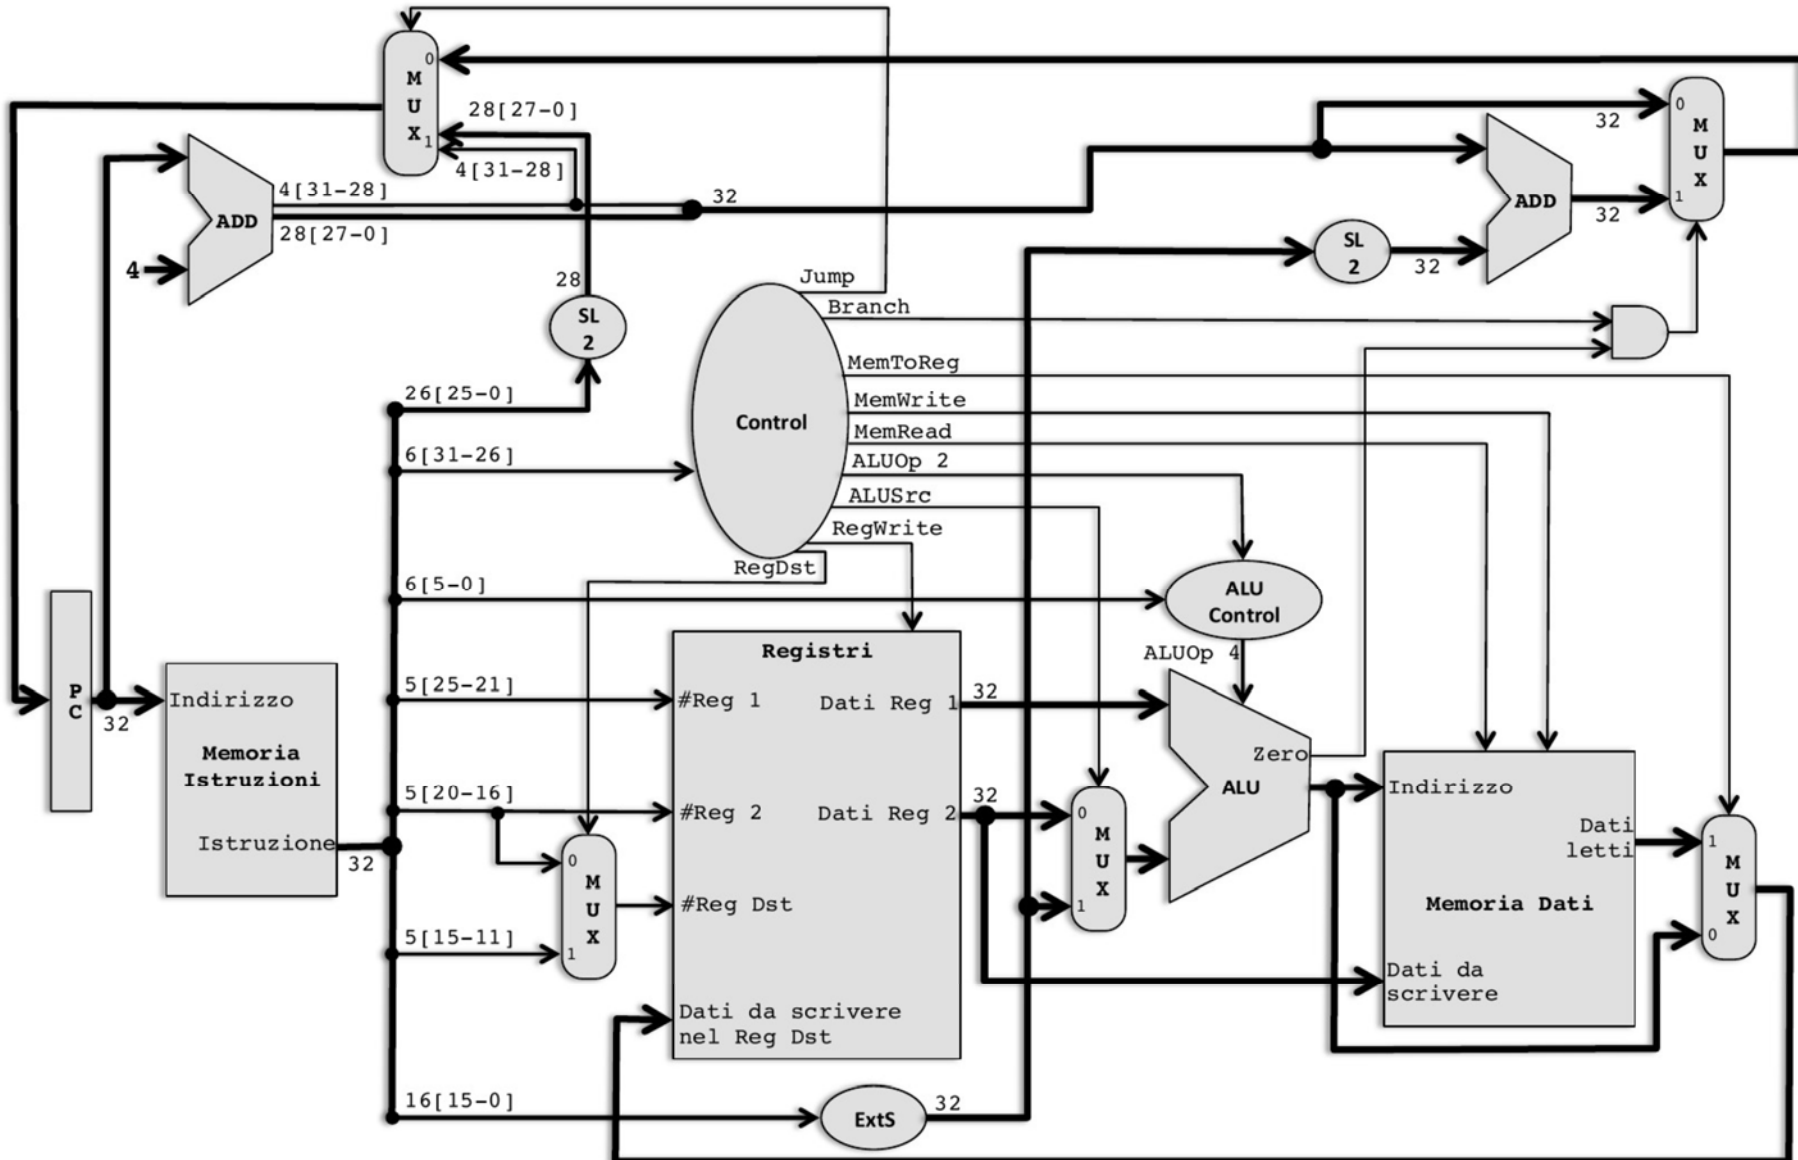 M
U
X
0
1
28[27-0]
4[31-28]
4[31-28]
ADD
28[27-0]
4
32
32
0
M
U
X
1
ADD
32
SL
2
32
28
SL
2
Jump
Branch
MemToReg
MemWrite
MemRead
ALUOp 2
ALUSrc
RegWrite
RegDst
Control
26[25-0]
6[31-26]
6[5-0]
ALU
Control
ALUOp 4
P
C
32
Indirizzo
Memoria
Istruzioni
Istruzione
32
5[25-21]
5[20-16]
5[15-11]
16[15-0]
0
M
U
X
1
Registri
#Reg 1
Dati Reg 1
32
#Reg 2
Dati Reg 2
32
#Reg Dst
Dati da scrivere
nel Reg Dst
ExtS
32
0
M
U
X
1
Zero
ALU
Indirizzo
Dati
letti
Memoria Dati
Dati da
scrivere
1
M
U
X
0